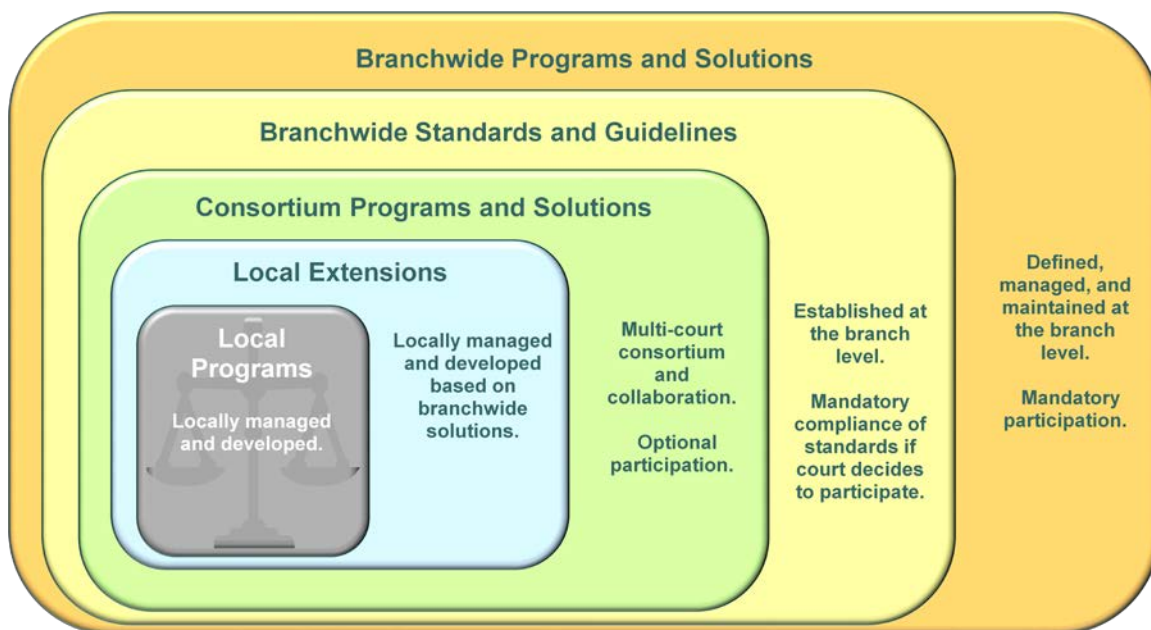 Branchwide Programs and Solutions
Branchwide Standards and Guidelines
Consortium Programs and Solutions
Local Extensions
Local
Programs
Locally managed
and developed.
Locally managed
and developed
based on
branchwide
solutions.
Multi-court
consortium
and
collaboration.
Optional
participation.
Established at
the branch
level.
Mandatory
compliance of
standards if
court decides
to participate.
Defined,
managed, and
maintained at
the branch
level.
Mandatory
participation.